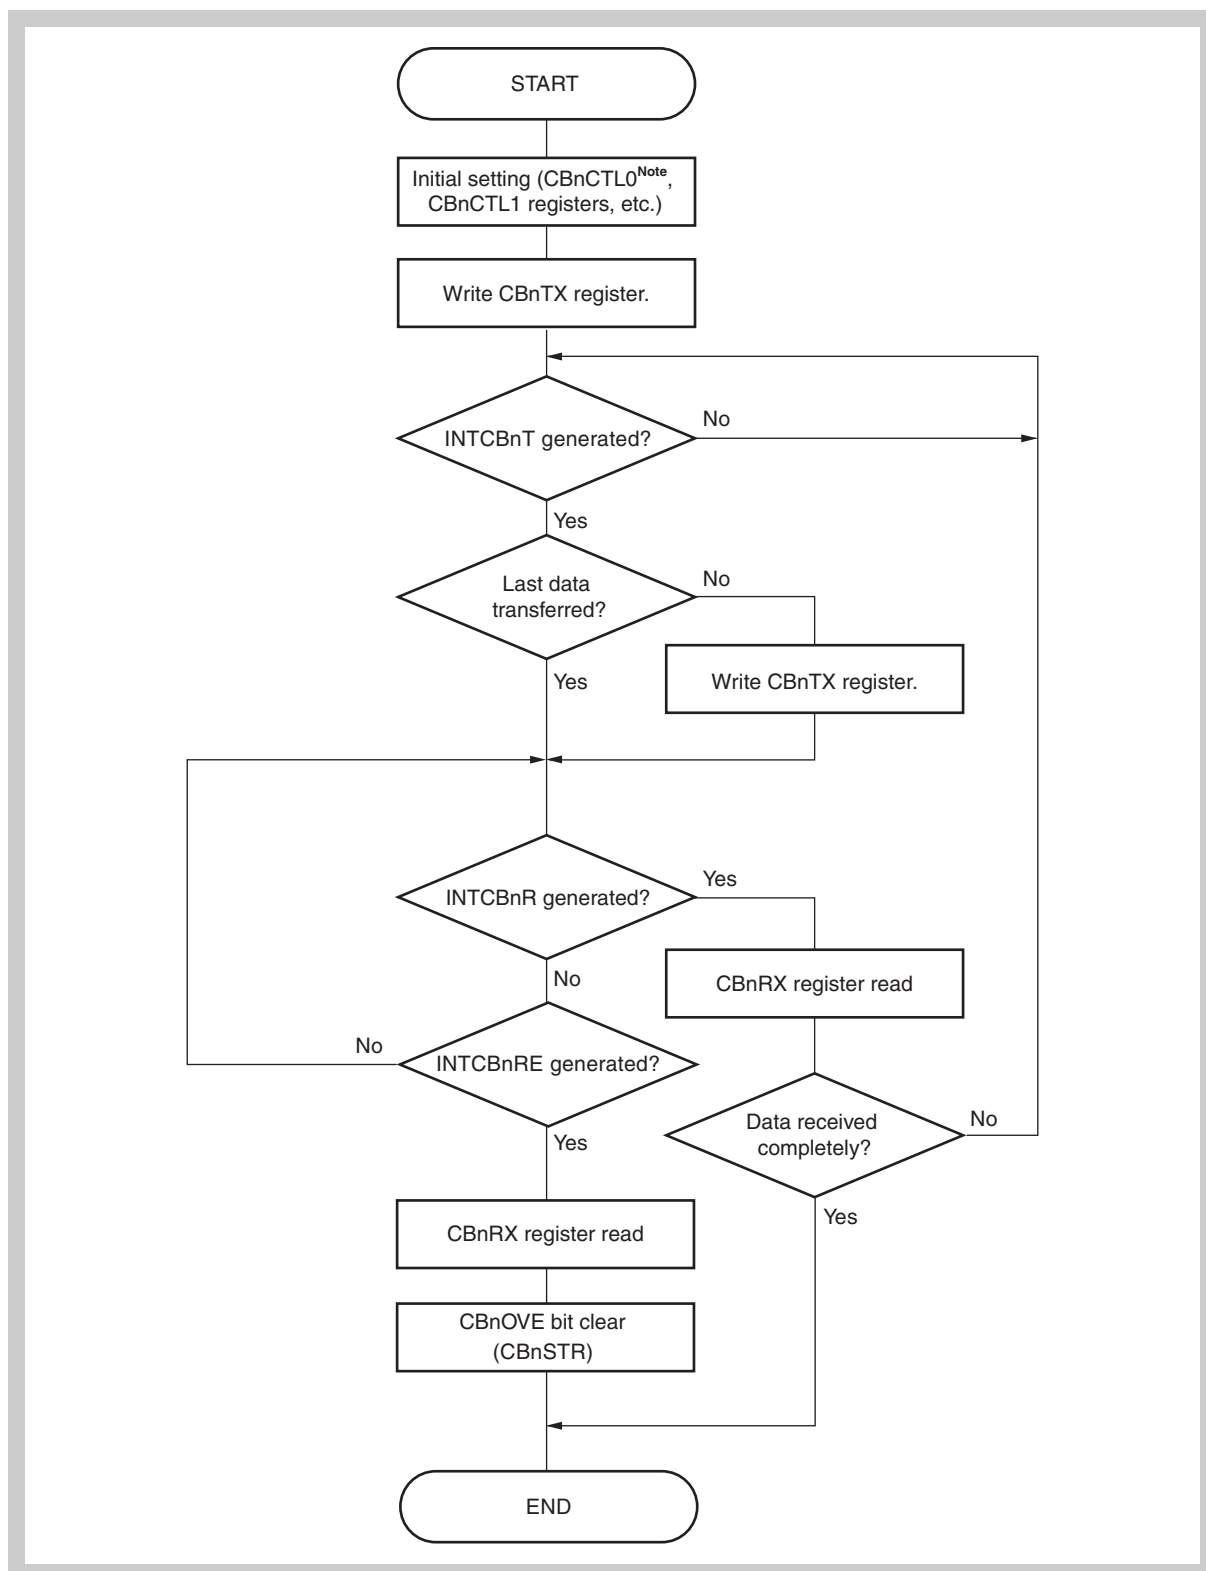 START
Initial setting (CBnCTL0Note,
CBnCTL1 registers, etc.)
Write CBnTX register.
INTCBnT generated?
No
Yes
Last data
transferred?
No
Write CBnTX register.
Yes
INTCBnR generated?
Yes
No
CBnRX register read
No
INTCBnRE generated?
Data received
completely?
No
Yes
Yes
CBnRX register read
CBnOVE bit clear
(CBnSTR)
END